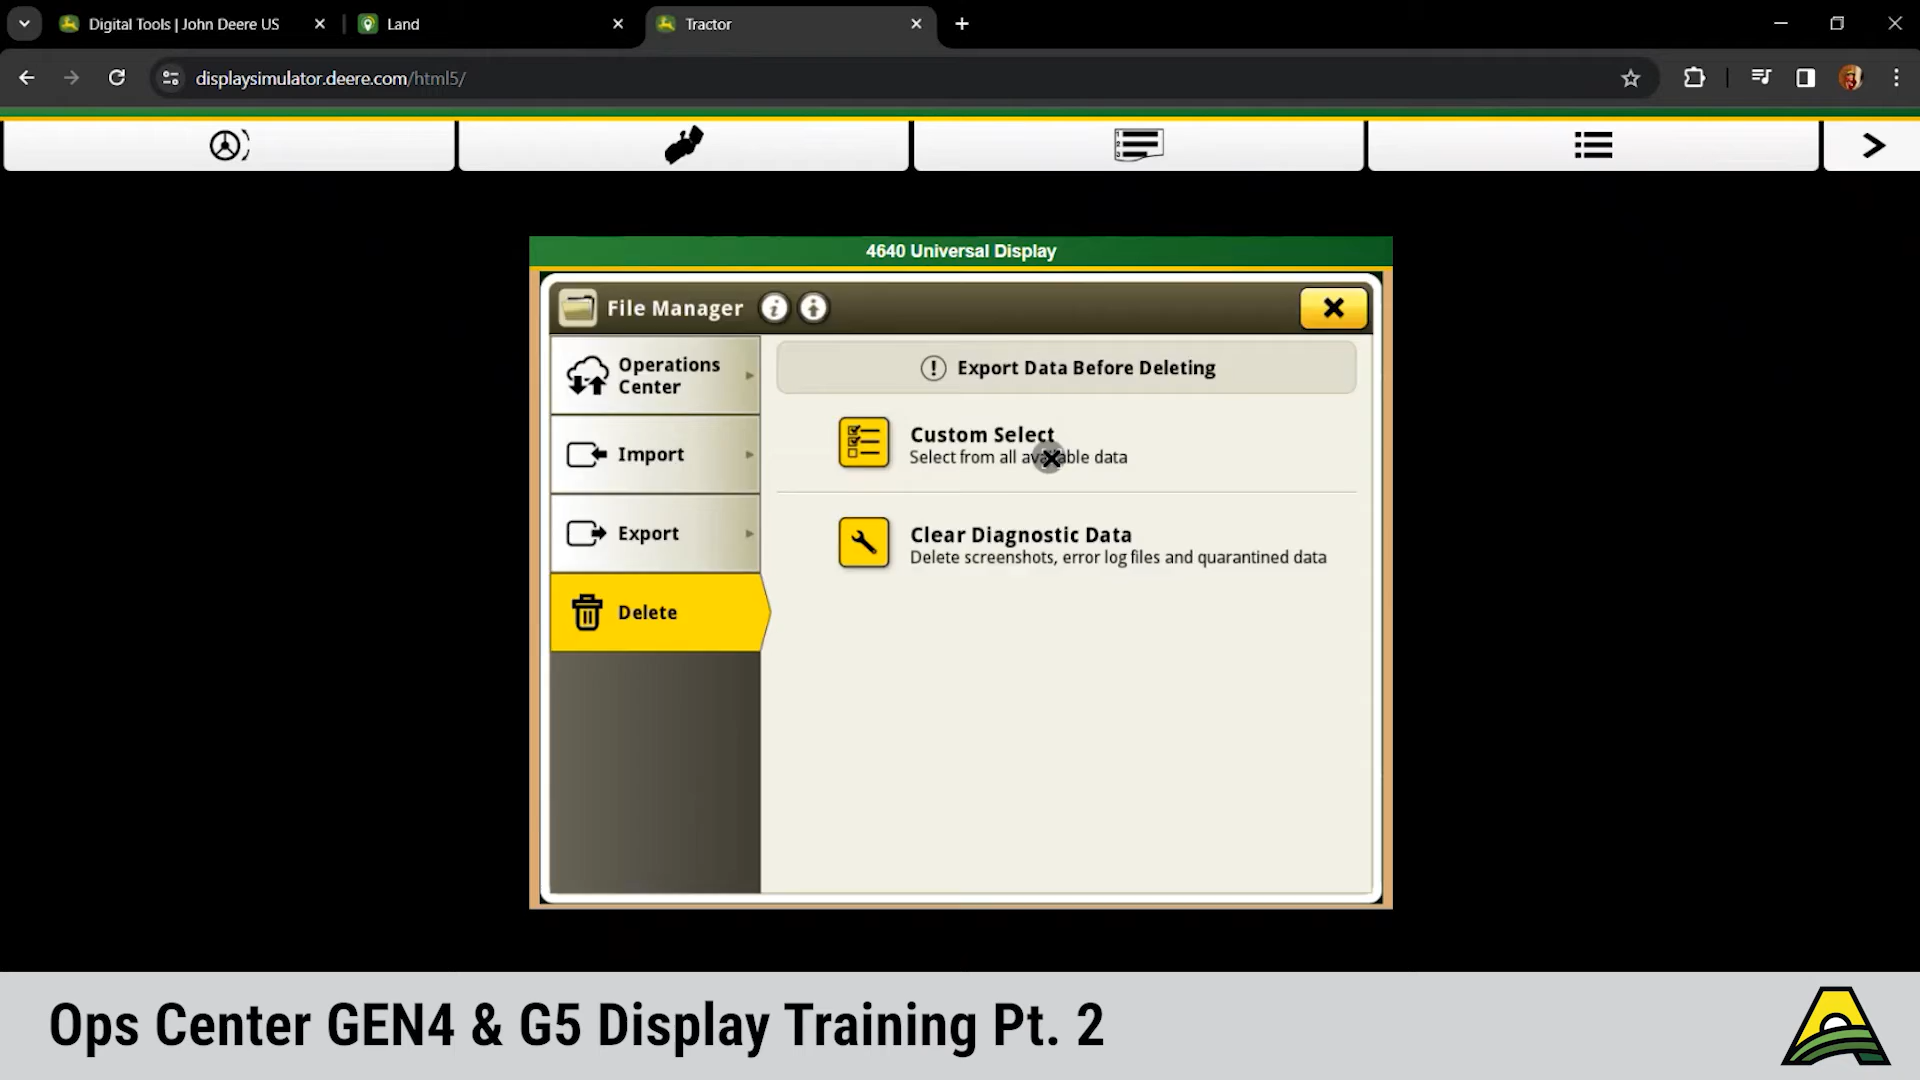 Digital Tools | John Deere US
Land
Tractor
displaysimulator.deere.com/html5/
4640 Universal Display
File Manager
Operations
Center
Import
Export
Delete
Export Data Before Deleting
Custom Select
Select from all available data
Clear Diagnostic Data
Delete screenshots, error log files and quarantined data
Ops Center GEN4 & G5 Display Training Pt. 2